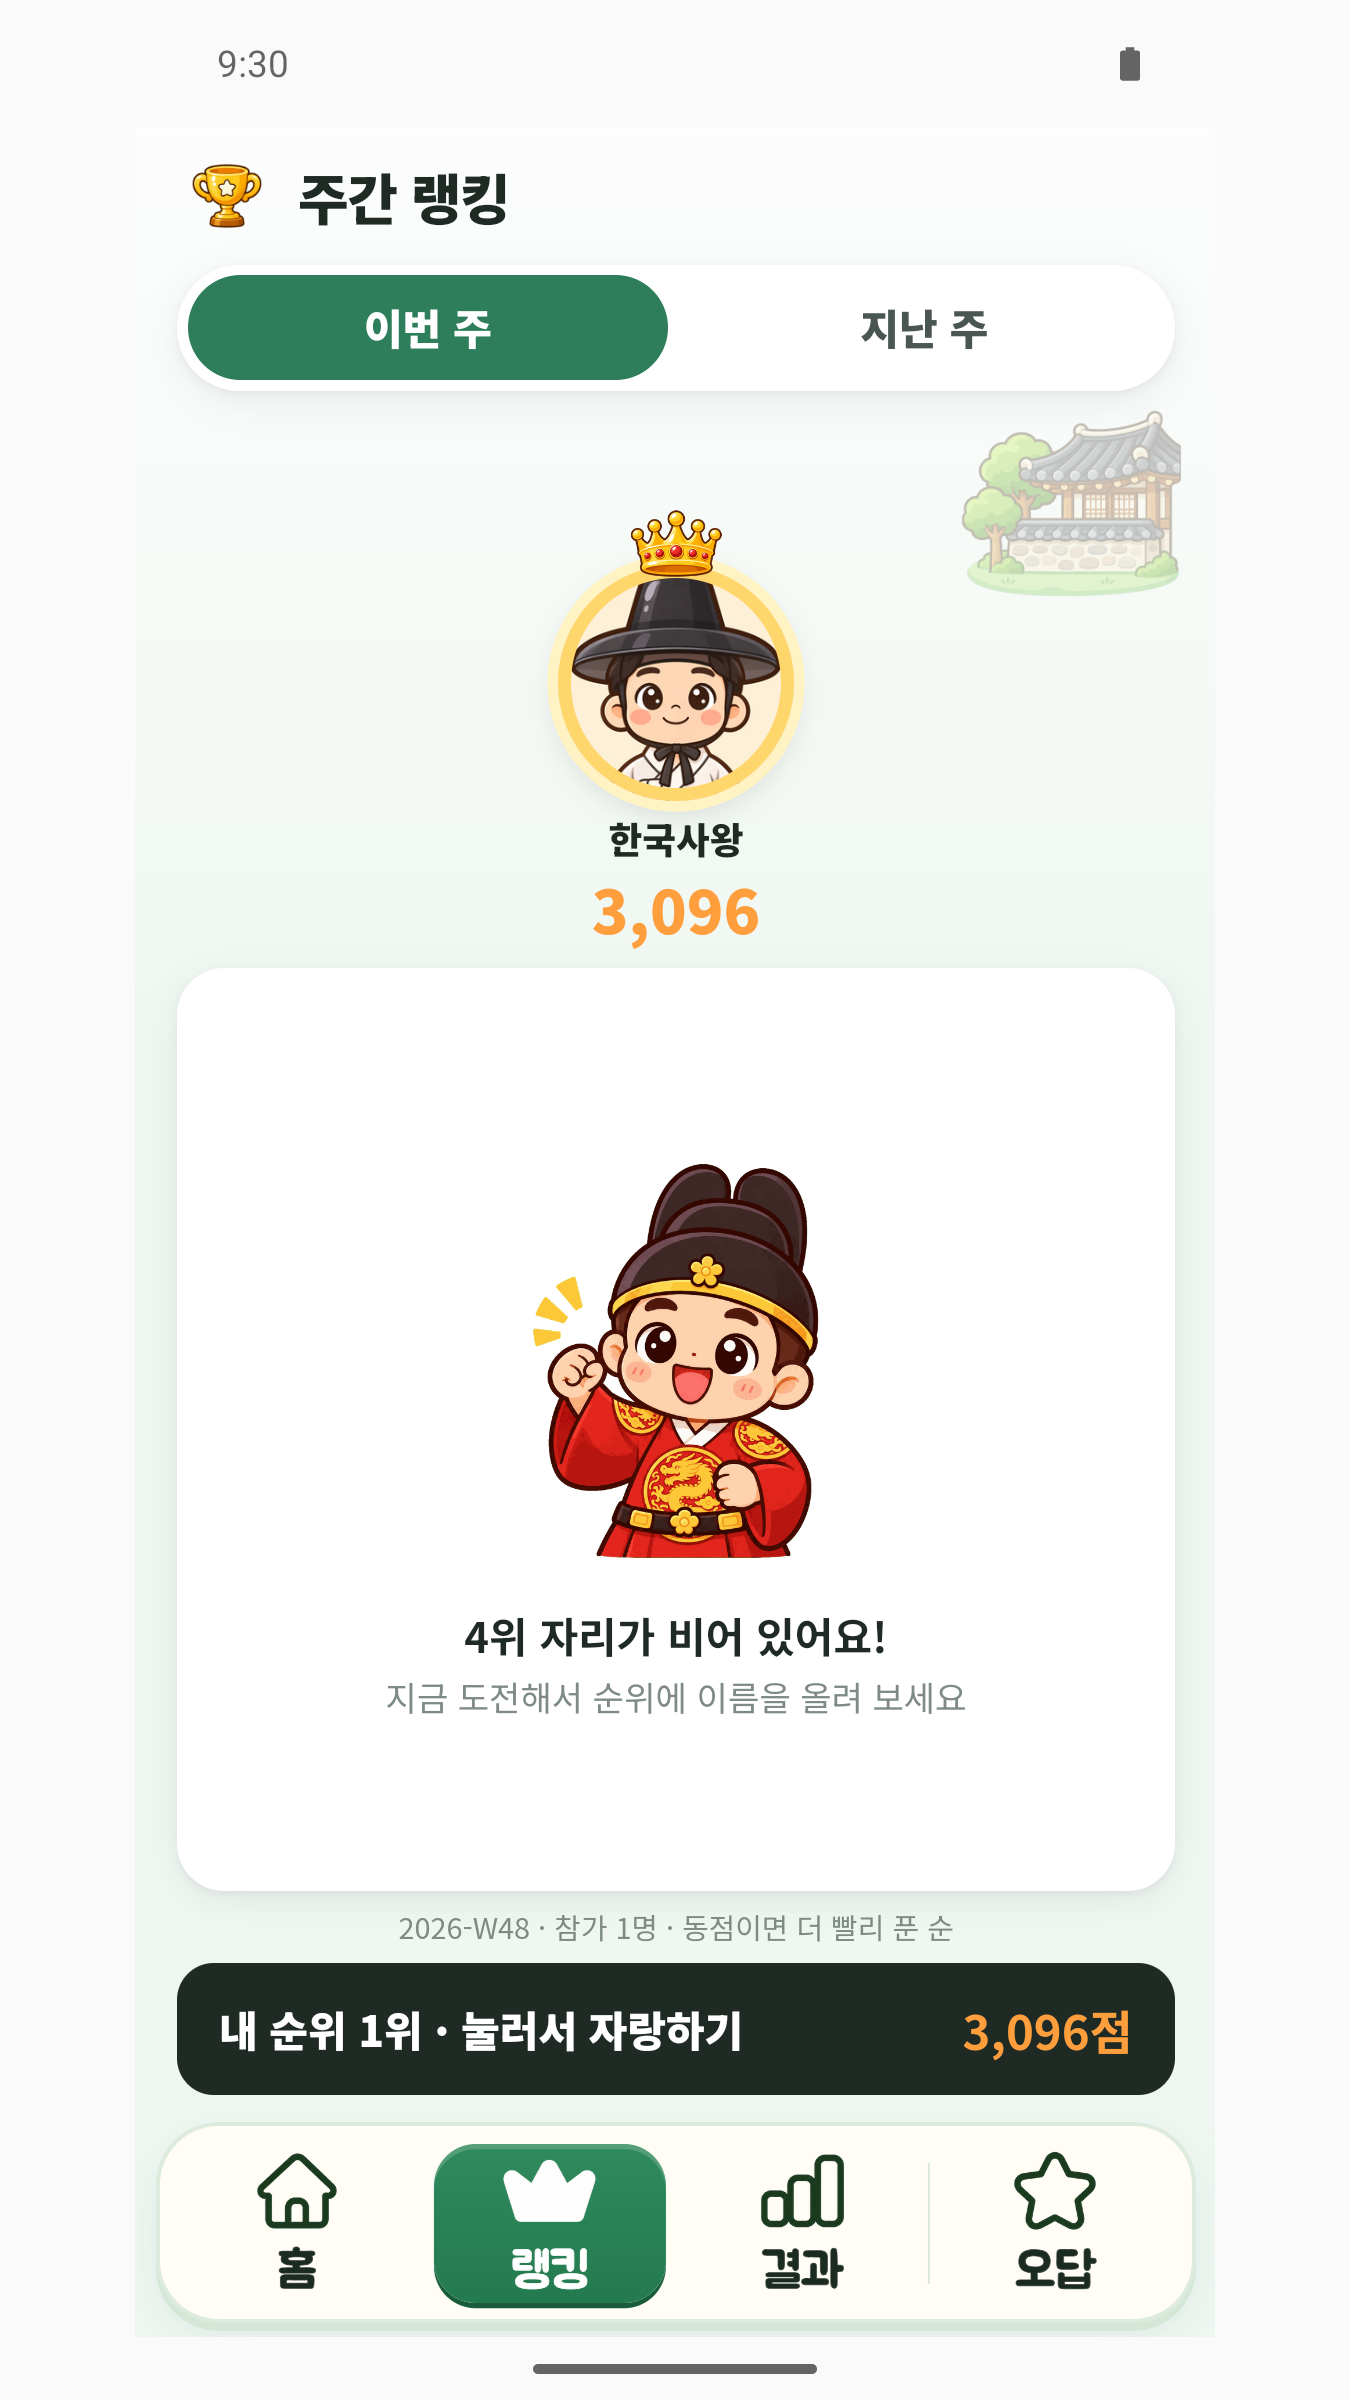 9:30
주간 랭킹
이번 주
지난 주
한국사왕
3,096
4위 자리가 비어 있어요!
지금 도전해서 순위에 이름을 올려 보세요
2026-W48 · 참가 1명 · 동점이면 더 빨리 푼 순
내 순위 1위 · 눌러서 자랑하기
3,096점
홈
랭킹
결과
오답